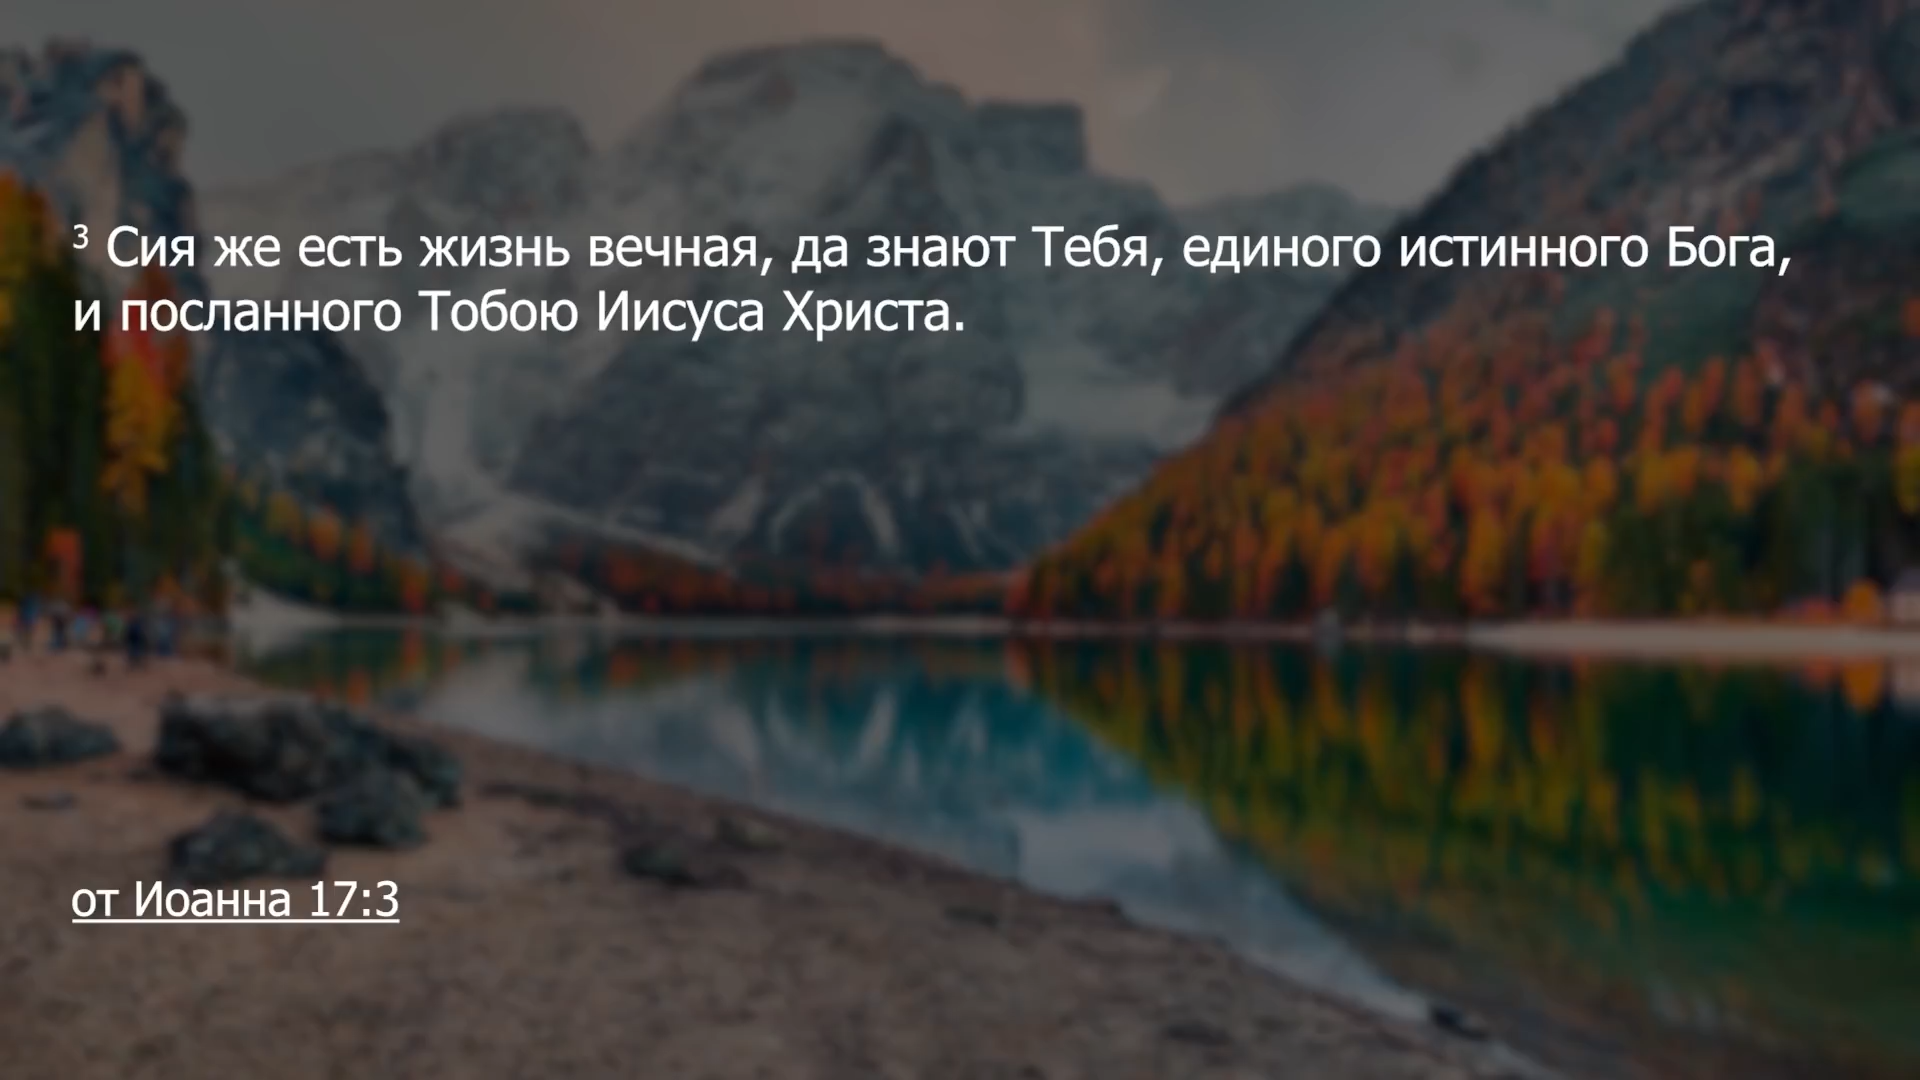 3 Сия же есть жизнь вечная, да знают Тебя, единого истинного Бога,
и посланного Тобою Иисуса Христа.
от Иоанна 17:3